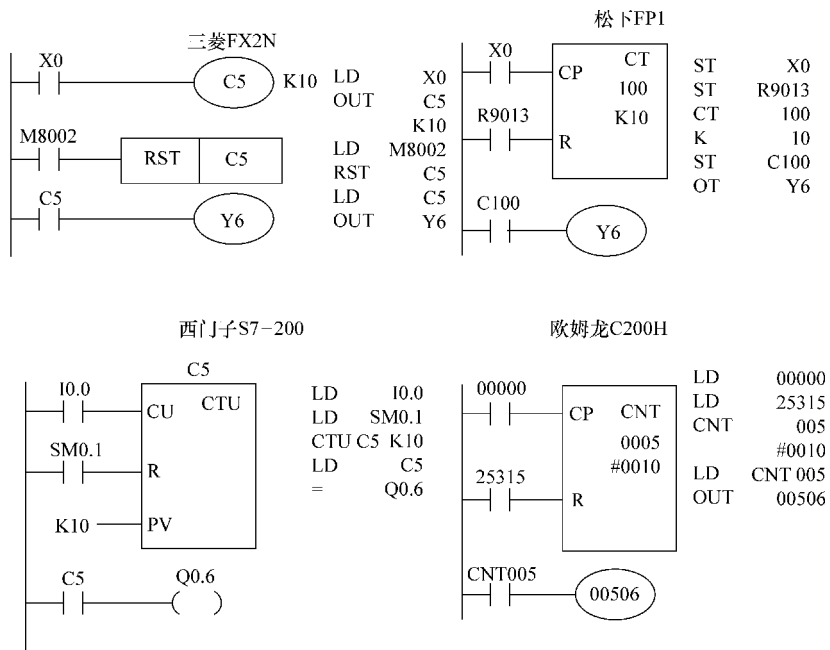 三菱FX2N
X0
C5
K10
M8002
RST
C5
C5
Y6
LD X0
OUT C5
K10
LD M8002
RST C5
LD C5
OUT Y6
松下FP1
X0
CP
CT
100
K10
R9013
R
C100
Y6
ST X0
ST R9013
CT 100
K 10
ST C100
OT Y6
西门子S7-200
C5
I0.0
CU
CTU
SM0.1
R
K10
PV
C5
Q0.6
LD I0.0
LD SM0.1
CTU C5 K10
LD C5
= Q0.6
欧姆龙C200H
00000
CP
CNT
0005
#0010
25315
R
CNT005
00506
LD 00000
LD 25315
CNT 005
#0010
LD CNT 005
OUT 00506